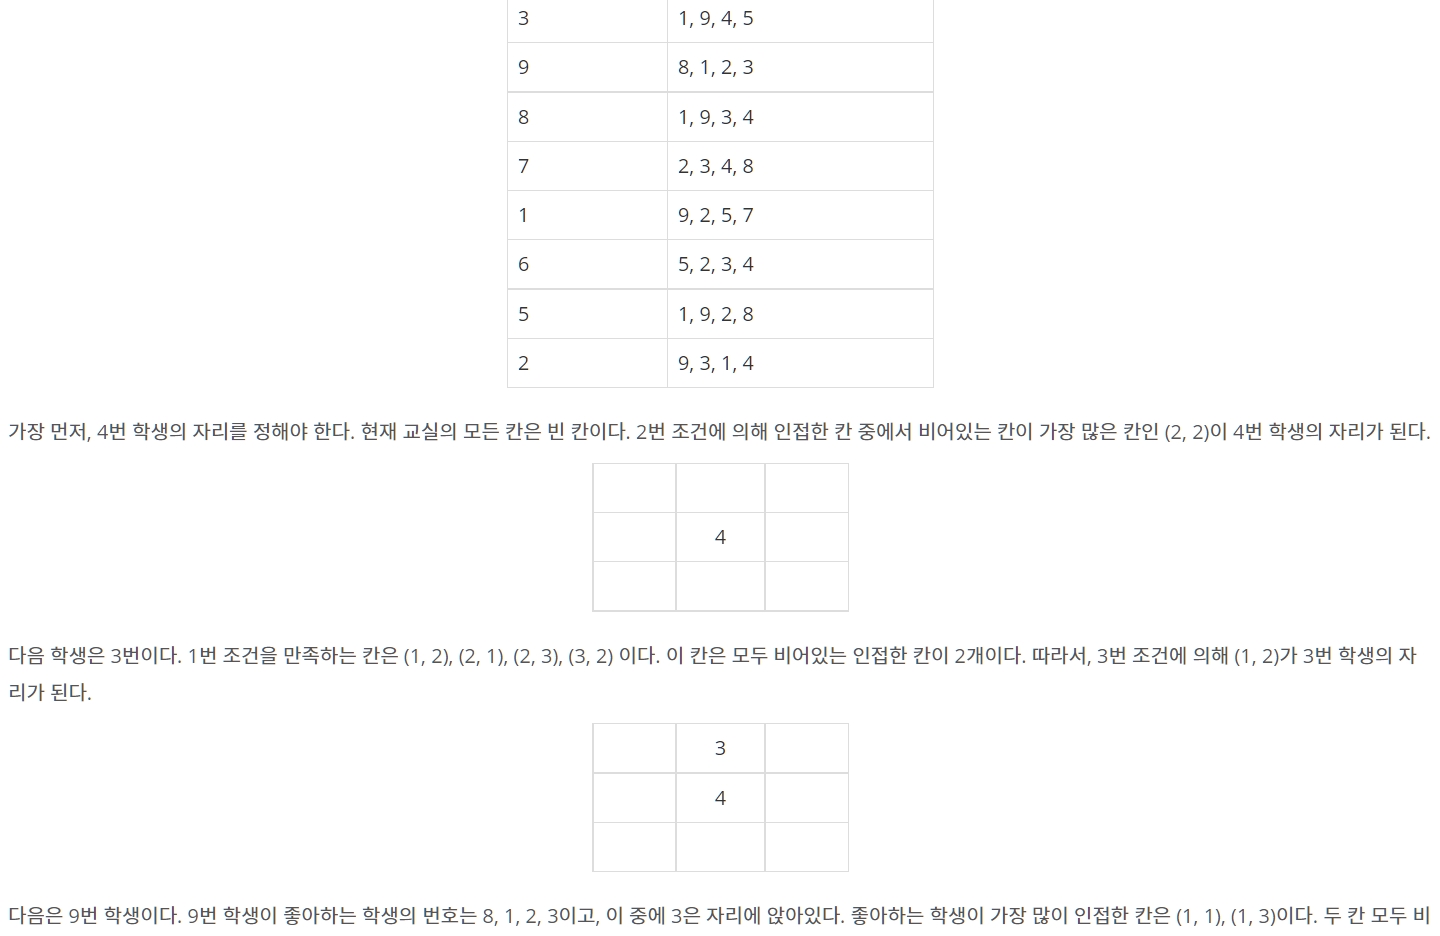 3 1, 9, 4, 5
9 8, 1, 2, 3
8 1, 9, 3, 4
7 2, 3, 4, 8
1 9, 2, 5, 7
6 5, 2, 3, 4
5 1, 9, 2, 8
2 9, 3, 1, 4
가장 먼저, 4번 학생의 자리를 정해야 한다. 현재 교실의 모든 칸은 빈 칸이다. 2번 조건에 의해 인접한 칸 중에서 비어있는 칸이 가장 많은 칸인 (2, 2)이 4번 학생의 자리가 된다.
4
다음 학생은 3번이다. 1번 조건을 만족하는 칸은 (1, 2), (2, 1), (2, 3), (3, 2) 이다. 이 칸은 모두 비어있는 인접한 칸이 2개이다. 따라서, 3번 조건에 의해 (1, 2)가 3번 학생의 자
리가 된다.
3
4
다음은 9번 학생이다. 9번 학생이 좋아하는 학생의 번호는 8, 1, 2, 3이고, 이 중에 3은 자리에 앉아있다. 좋아하는 학생이 가장 많이 인접한 칸은 (1, 1), (1, 3)이다. 두 칸 모두 비